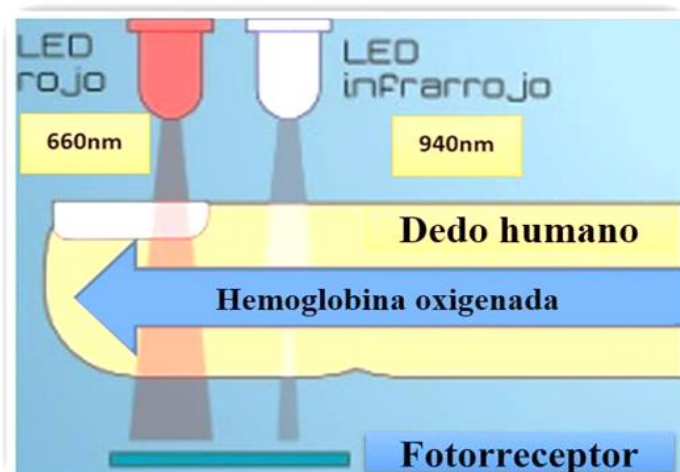 LED
rojo
LED
infrarrojo
660nm
940nm
Dedo humano
Hemoglobina oxigenada
Fotorreceptor